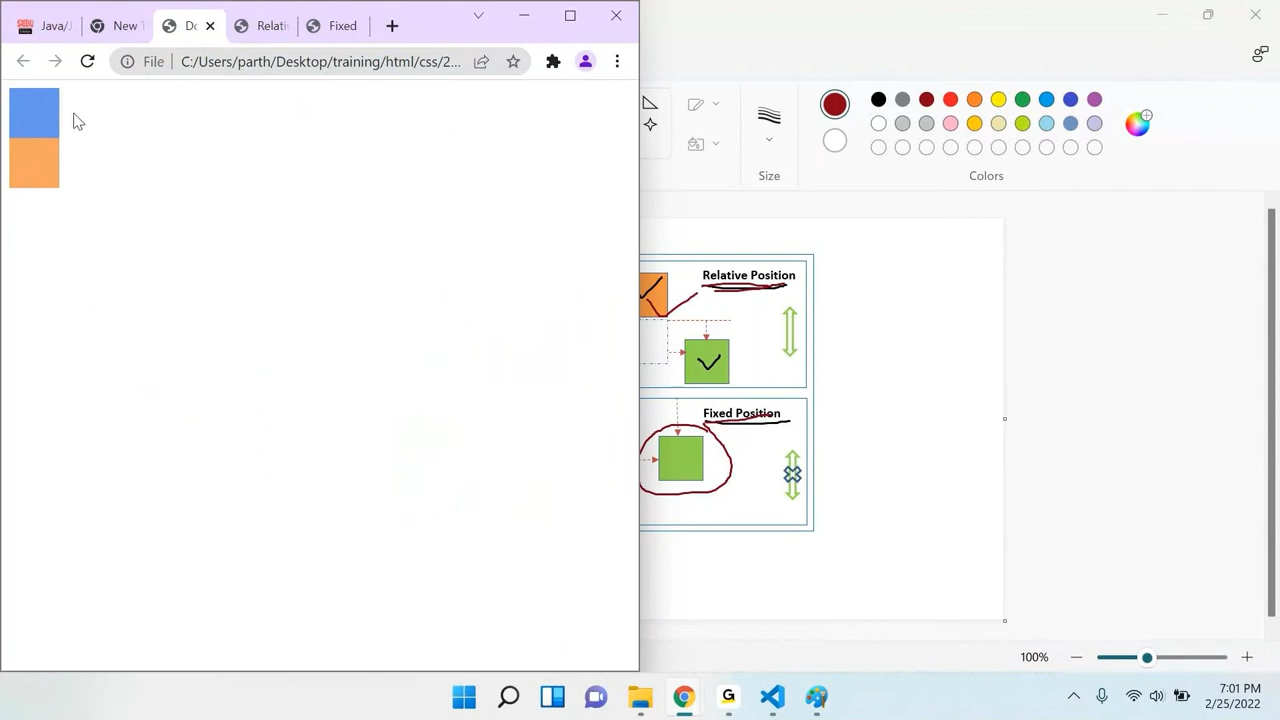 Java/J
New T
Do
Relati
Fixed
File
C:/Users/parth/Desktop/training/html/css/2...
Size
Colors
Relative Position
Fixed Position
100%
7:01 PM
2/25/2022